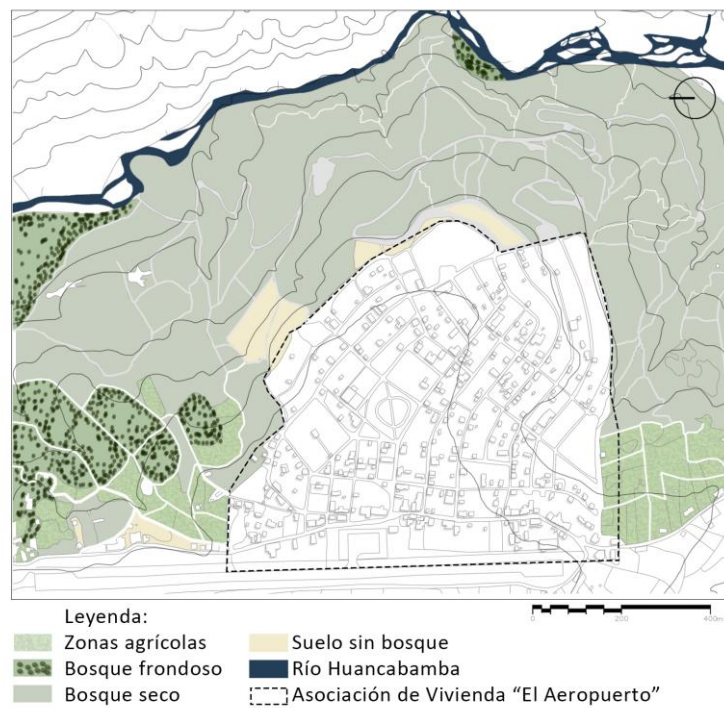 Leyenda:
Zonas agrícolas
Bosque frondoso
Bosque seco
Suelo sin bosque
Río Huancabamba
Asociación de Vivienda “El Aeropuerto”
0 200 400m